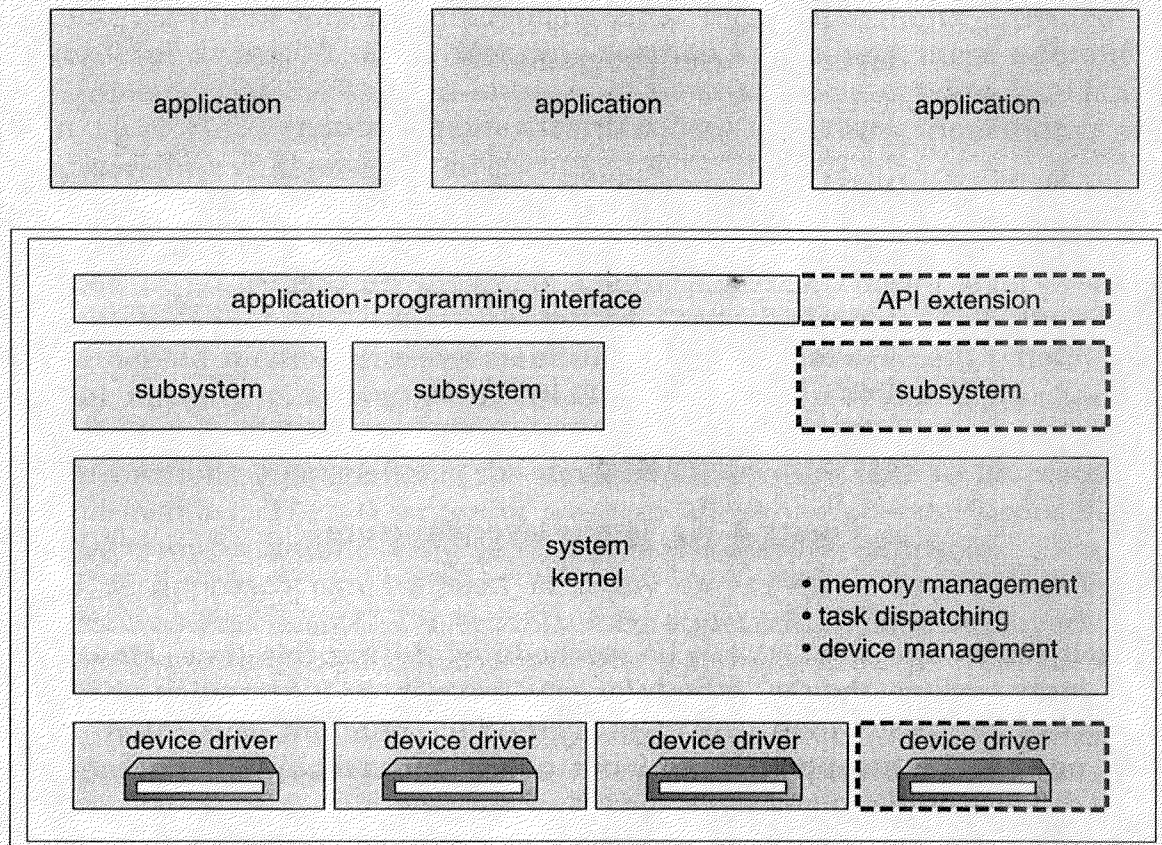 application
application
application
application-programming interface
API extension
subsystem
subsystem
subsystem
system
kernel
• memory management
• task dispatching
• device management
device driver
device driver
device driver
device driver